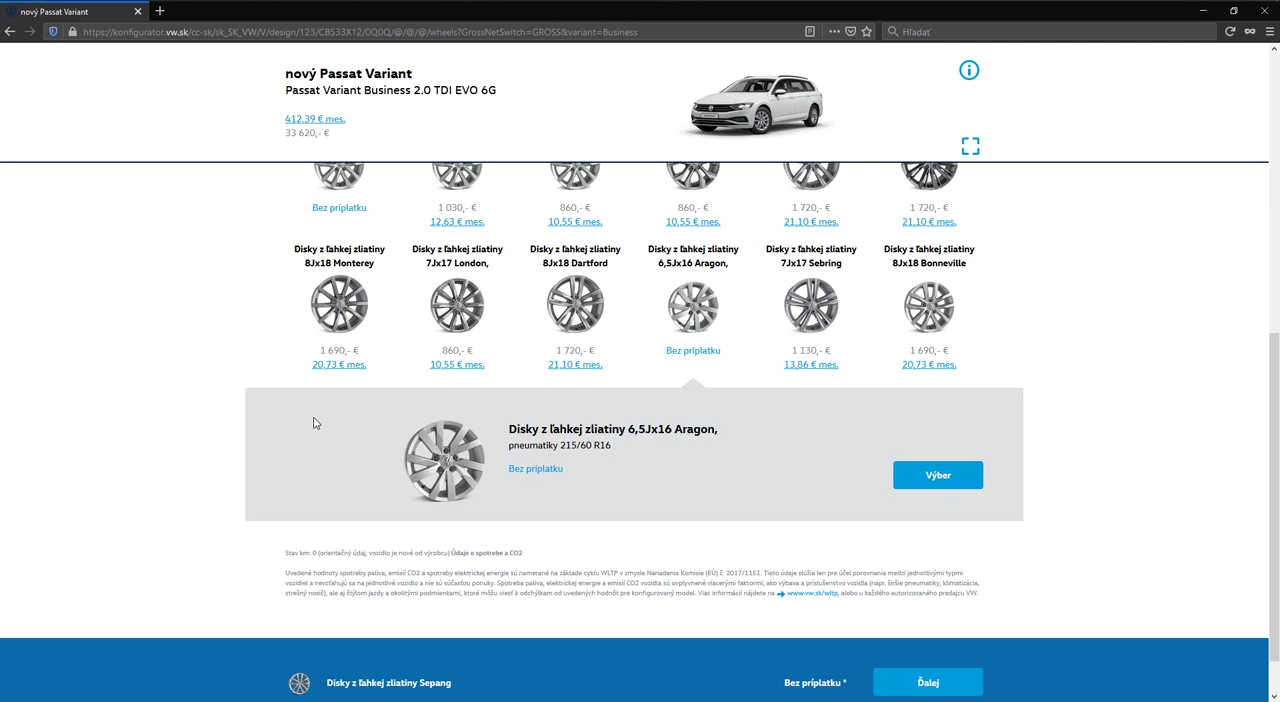 nový Passat Variant
https://konfigurator.vw.sk/cc-sk/sk_SK_VW/V/design/123/C8533X12/0Q0Q/@/@/@/wheels?GrossNetSwitch=GROSS&variant=Business
Hľadať
nový Passat Variant
Passat Variant Business 2.0 TDI EVO 6G
412,39 € mes.
33 620,- €
Bez príplatku 1 030,- € 860,- € 860,- € 1 720,- € 1 720,- €
12,63 € mes. 10,55 € mes. 10,55 € mes. 21,10 € mes. 21,10 € mes.
Disky z ľahkej zliatiny Disky z ľahkej zliatiny Disky z ľahkej zliatiny Disky z ľahkej zliatiny Disky z ľahkej zliatiny Disky z ľahkej zliatiny
8Jx18 Monterey 7Jx17 London, 8Jx18 Dartford 6,5Jx16 Aragon, 7Jx17 Sebring 8Jx18 Bonneville
1 690,- € 860,- € 1 720,- € Bez príplatku 1 130,- € 1 690,- €
20,73 € mes. 10,55 € mes. 21,10 € mes. 13,86 € mes. 20,73 € mes.
Disky z ľahkej zliatiny 6,5Jx16 Aragon,
pneumatiky 215/60 R16
Bez príplatku
Výber
Stav km: 0 (orientačný údaj, vozidlo je nové od výrobcu) Údaje o spotrebe a CO2
Uvedené hodnoty spotreby paliva, emisií CO2 a spotreby elektrickej energie sú namerané na základe cyklu WLTP v zmysle Nariadenia Komisie (EÚ) č. 2017/1151. Tieto údaje slúžia len pre účel porovnania medzi jednotlivými typmi
vozidiel a nevzťahujú sa na jednotlivé vozidlo a nie sú súčasťou ponuky. Spotreba paliva, elektrickej energie a emisií CO2 vozidla sú ovplyvnené viacerými faktormi, ako výbava a príslušenstvo vozidla (napr. širšie pneumatiky, klimatizácia,
strešný nosič), ale aj štýlom jazdy a okolitými podmienkami, ktoré môžu viesť k odchýlkam od uvedených hodnôt pre konfigurovaný model. Viac informácií nájdete na www.vw.sk/wltp, alebo u každého autorizovaného predajcu VW.
Disky z ľahkej zliatiny Sepang Bez príplatku * Ďalej